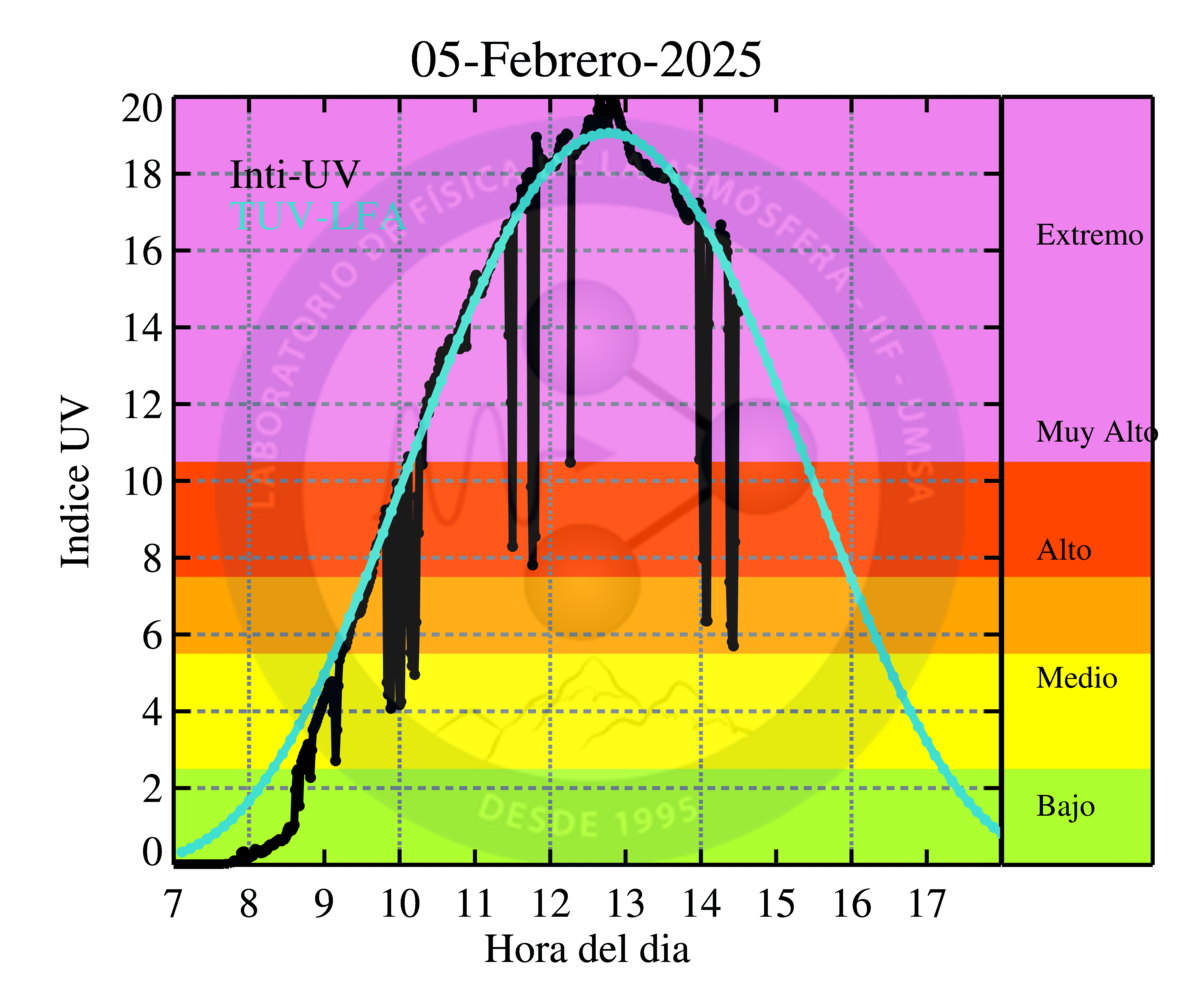 05-Febrero-2025
20
18
16
14
12
10
8
6
4
2
0
Indice UV
Inti-UV
TUV-LFA
LABORATORIO DE FÍSICA DE LA ATMÓSFERA - IIF - UMSA
DESDE 1995
Extremo
Muy Alto
Alto
Medio
Bajo
7 8 9 10 11 12 13 14 15 16 17
Hora del dia